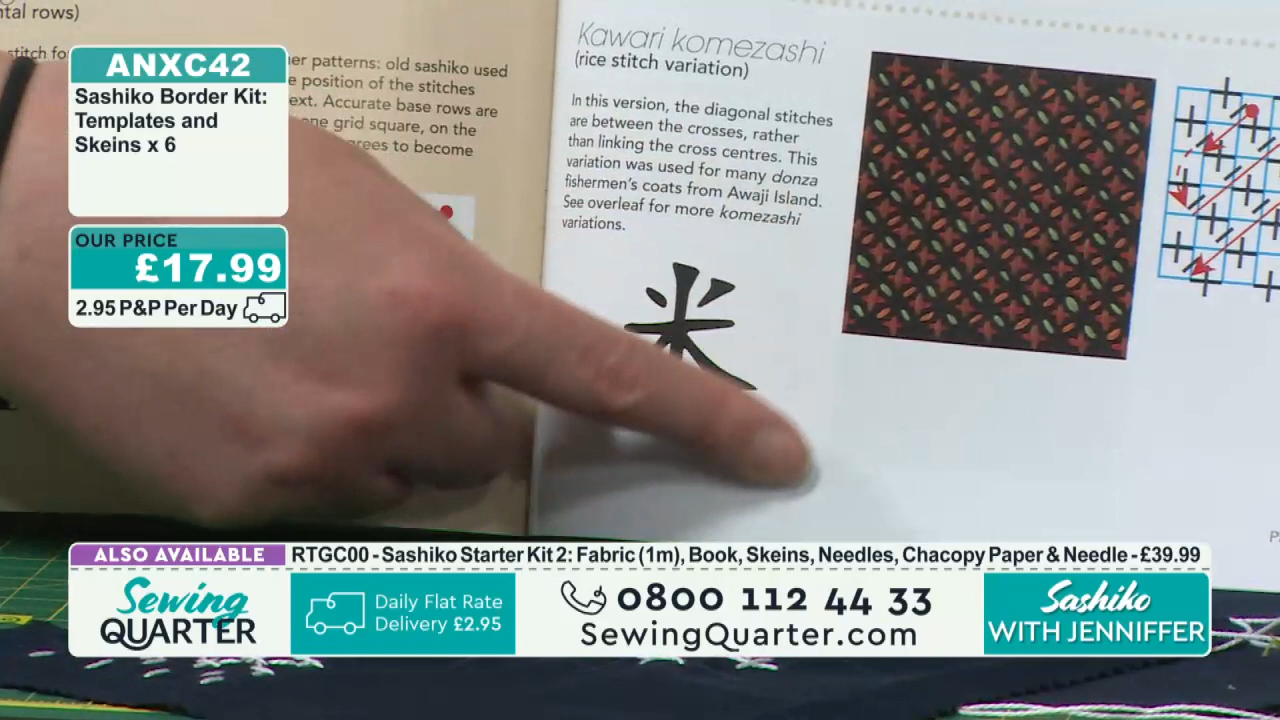 ntal rows)
stitch fo
er patterns: old sashiko used
e position of the stitches
ext. Accurate base rows are
one grid square, on the
rees to become
Kawari komezashi
(rice stitch variation)
In this version, the diagonal stitches
are between the crosses, rather
than linking the cross centres. This
variation was used for many donza
fishermen's coats from Awaji Island.
See overleaf for more komezashi
variations.
米
ANXC42
Sashiko Border Kit:
Templates and
Skeins x 6
OUR PRICE
£17.99
2.95 P&P Per Day
ALSO AVAILABLE
RTGC00 - Sashiko Starter Kit 2: Fabric (1m), Book, Skeins, Needles, Chacopy Paper & Needle - £39.99
Sewing
QUARTER
Daily Flat Rate
Delivery £2.95
0800 112 44 33
SewingQuarter.com
Sashiko
WITH JENNIFFER